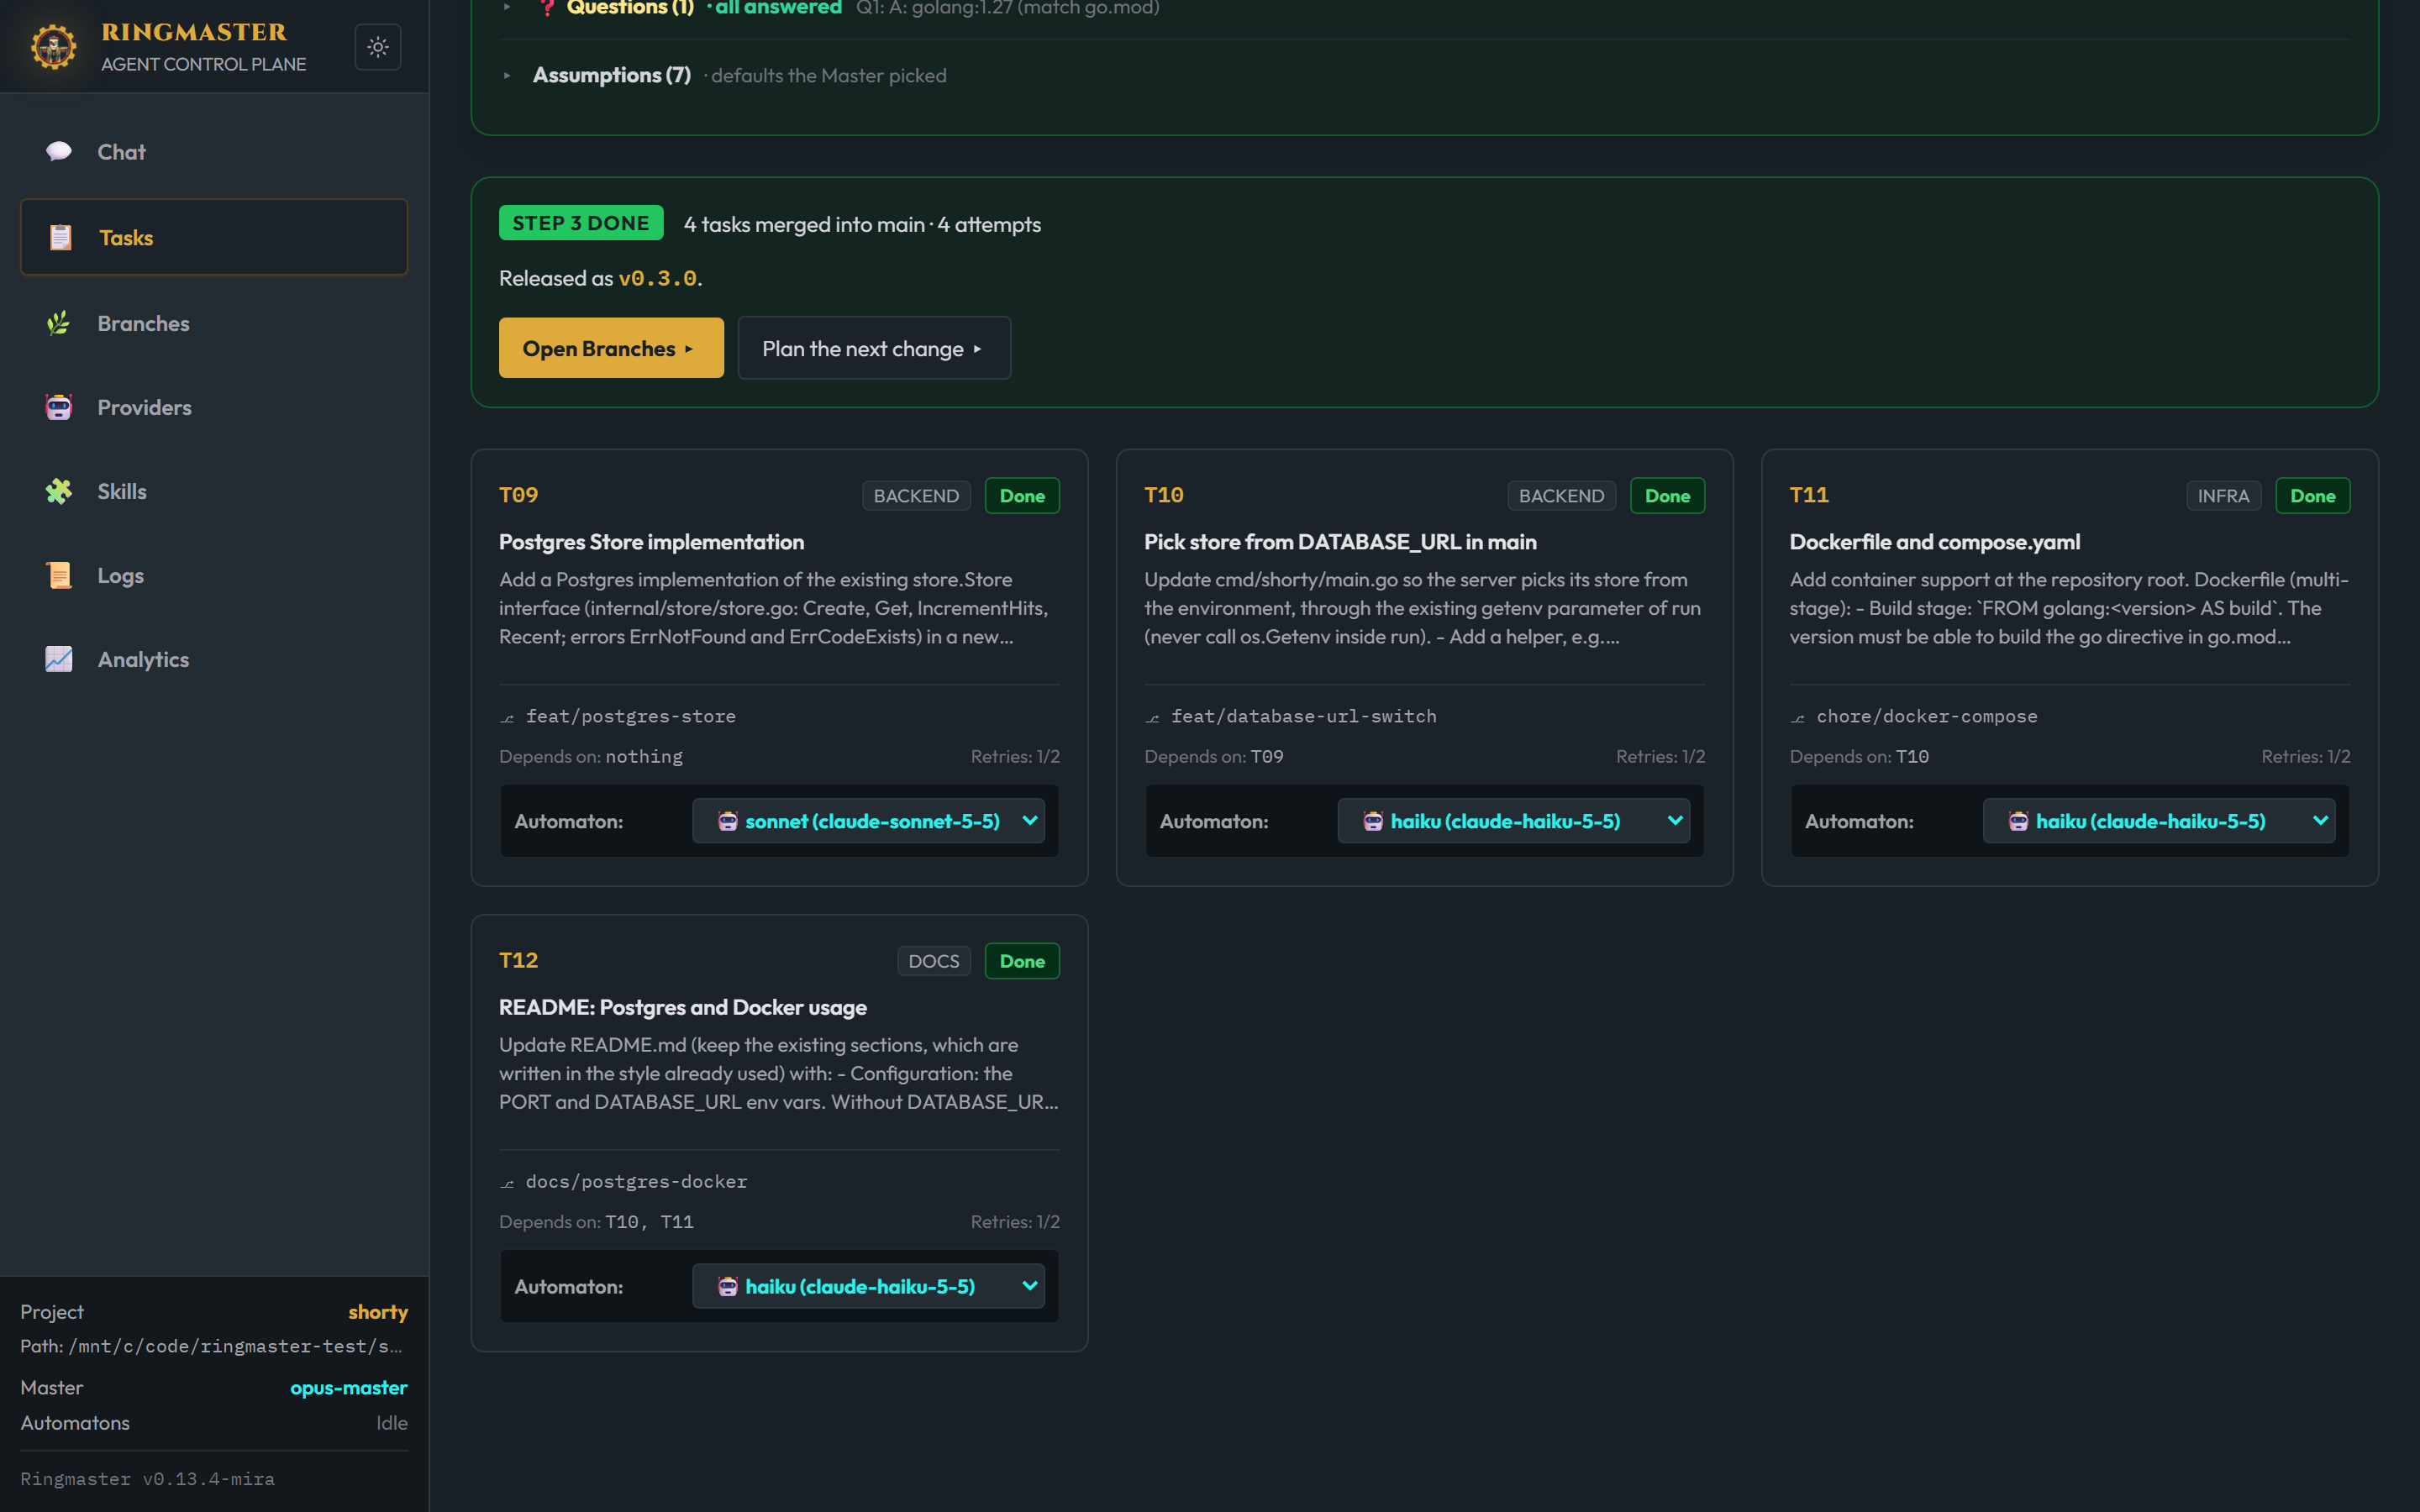 RINGMASTER
AGENT CONTROL PLANE
Chat
Tasks
Branches
Providers
Skills
Logs
Analytics
Project shorty
Path: /mnt/c/code/ringmaster-test/s...
Master opus-master
Automatons Idle
Ringmaster v0.13.4-mira
Questions (1) · all answered Q1: A: golang:1.27 (match go.mod)
Assumptions (7) · defaults the Master picked
STEP 3 DONE 4 tasks merged into main · 4 attempts
Released as v0.3.0.
Open Branches ▸ Plan the next change ▸
T09 BACKEND Done
Postgres Store implementation
Add a Postgres implementation of the existing store.Store
interface (internal/store/store.go: Create, Get, IncrementHits,
Recent; errors ErrNotFound and ErrCodeExists) in a new...
feat/postgres-store
Depends on: nothing Retries: 1/2
Automaton: sonnet (claude-sonnet-5-5)
T10 BACKEND Done
Pick store from DATABASE_URL in main
Update cmd/shorty/main.go so the server picks its store from
the environment, through the existing getenv parameter of run
(never call os.Getenv inside run). - Add a helper, e.g....
feat/database-url-switch
Depends on: T09 Retries: 1/2
Automaton: haiku (claude-haiku-5-5)
T11 INFRA Done
Dockerfile and compose.yaml
Add container support at the repository root. Dockerfile (multi-
stage): - Build stage: `FROM golang:<version> AS build`. The
version must be able to build the go directive in go.mod...
chore/docker-compose
Depends on: T10 Retries: 1/2
Automaton: haiku (claude-haiku-5-5)
T12 DOCS Done
README: Postgres and Docker usage
Update README.md (keep the existing sections, which are
written in the style already used) with: - Configuration: the
PORT and DATABASE_URL env vars. Without DATABASE_UR...
docs/postgres-docker
Depends on: T10, T11 Retries: 1/2
Automaton: haiku (claude-haiku-5-5)